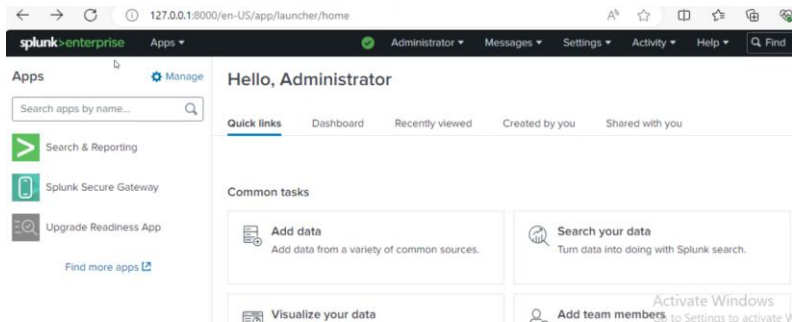 127.0.0.1:8000/en-US/app/launcher/home
splunk>enterprise Apps Administrator Messages Settings Activity Help Find
Apps Manage
Hello, Administrator
Search apps by name...
Quick links Dashboard Recently viewed Created by you Shared with you
Search & Reporting
Splunk Secure Gateway
Common tasks
Upgrade Readiness App
Add data
Add data from a variety of common sources.
Search your data
Turn data into doing with Splunk search.
Find more apps
Visualize your data
Add team members
Activate Windows
to Settings to activate W